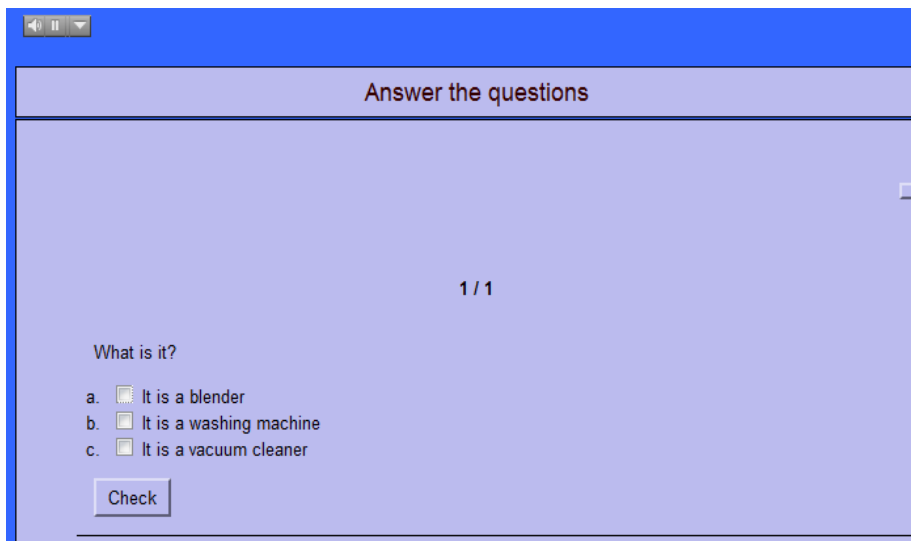 Answer the questions
1 / 1
What is it?
a. It is a blender
b. It is a washing machine
c. It is a vacuum cleaner
Check